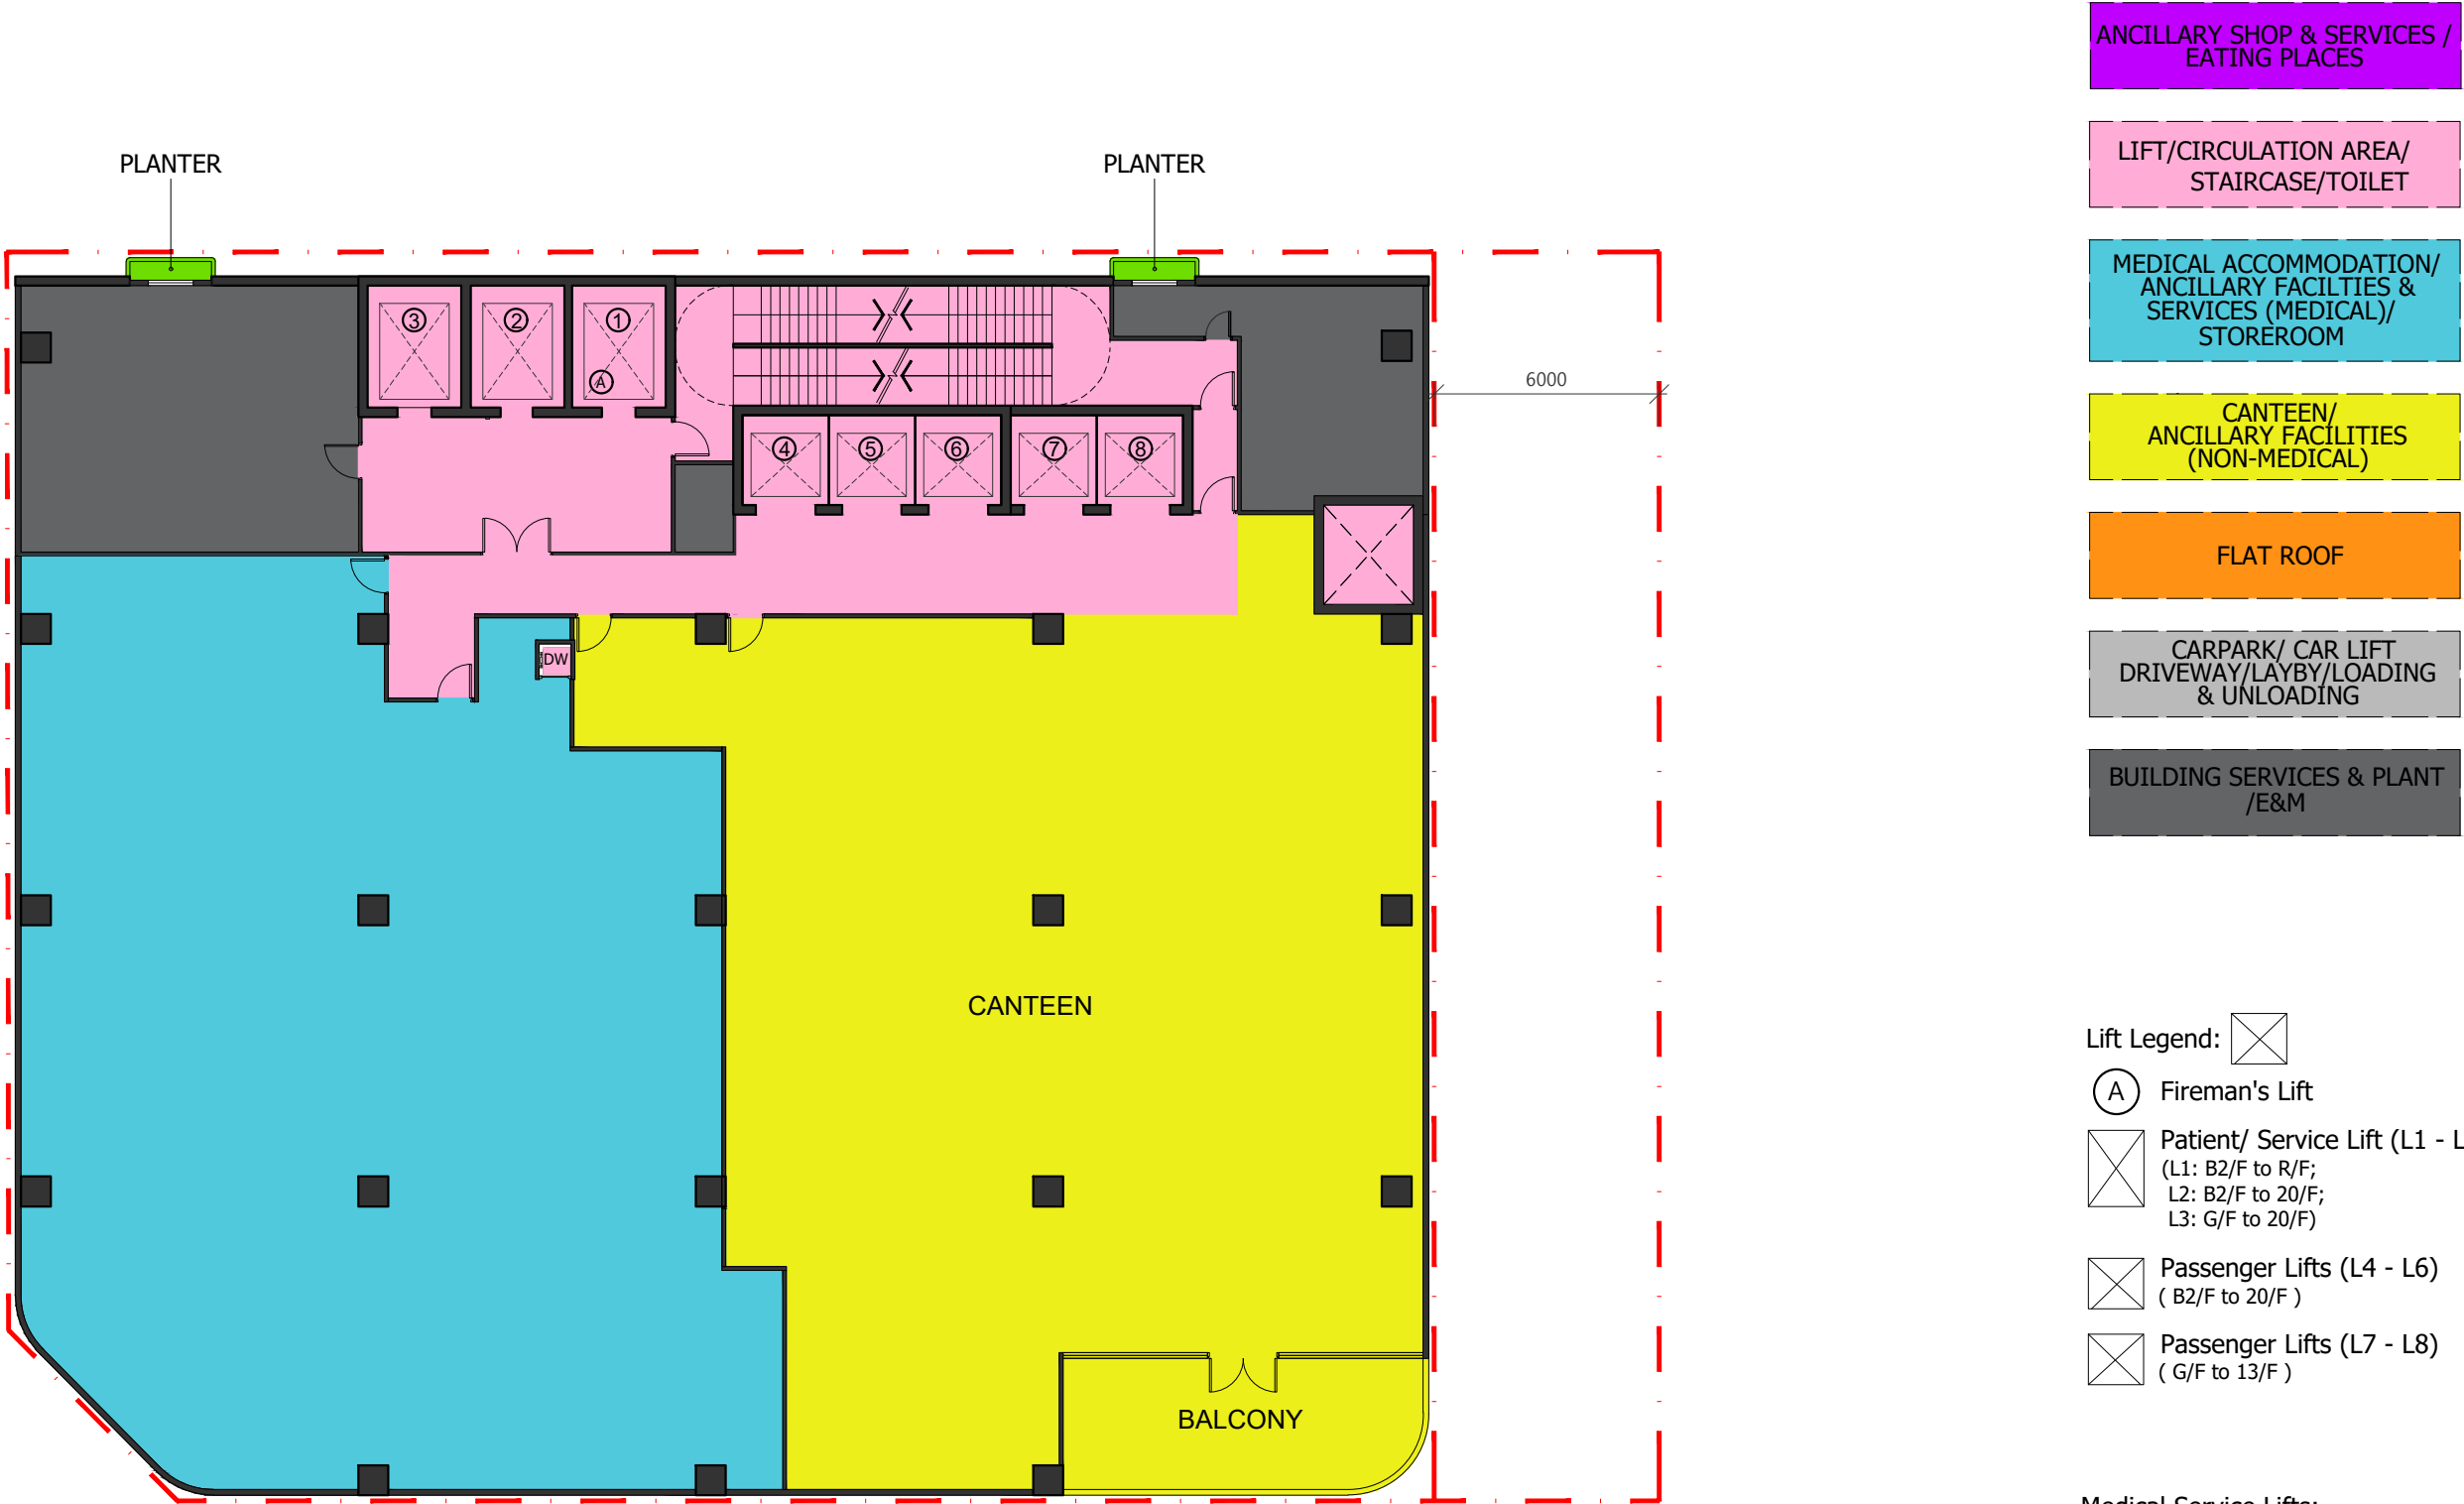 PLANTER
PLANTER
3
2
1
A
4
5
6
7
8
6000
DW
CANTEEN
BALCONY
ANCILLARY SHOP & SERVICES /
EATING PLACES
LIFT/CIRCULATION AREA/
STAIRCASE/TOILET
MEDICAL ACCOMMODATION/
ANCILLARY FACILTIES &
SERVICES (MEDICAL)/
STOREROOM
CANTEEN/
ANCILLARY FACILITIES
(NON-MEDICAL)
FLAT ROOF
CARPARK/ CAR LIFT
DRIVEWAY/LAYBY/LOADING
& UNLOADING
BUILDING SERVICES & PLANT
/E&M
Lift Legend:
A Fireman's Lift
Patient/ Service Lift (L1 - L
(L1: B2/F to R/F;
L2: B2/F to 20/F;
L3: G/F to 20/F)
Passenger Lifts (L4 - L6)
( B2/F to 20/F )
Passenger Lifts (L7 - L8)
( G/F to 13/F )
Medical Service Lifts: